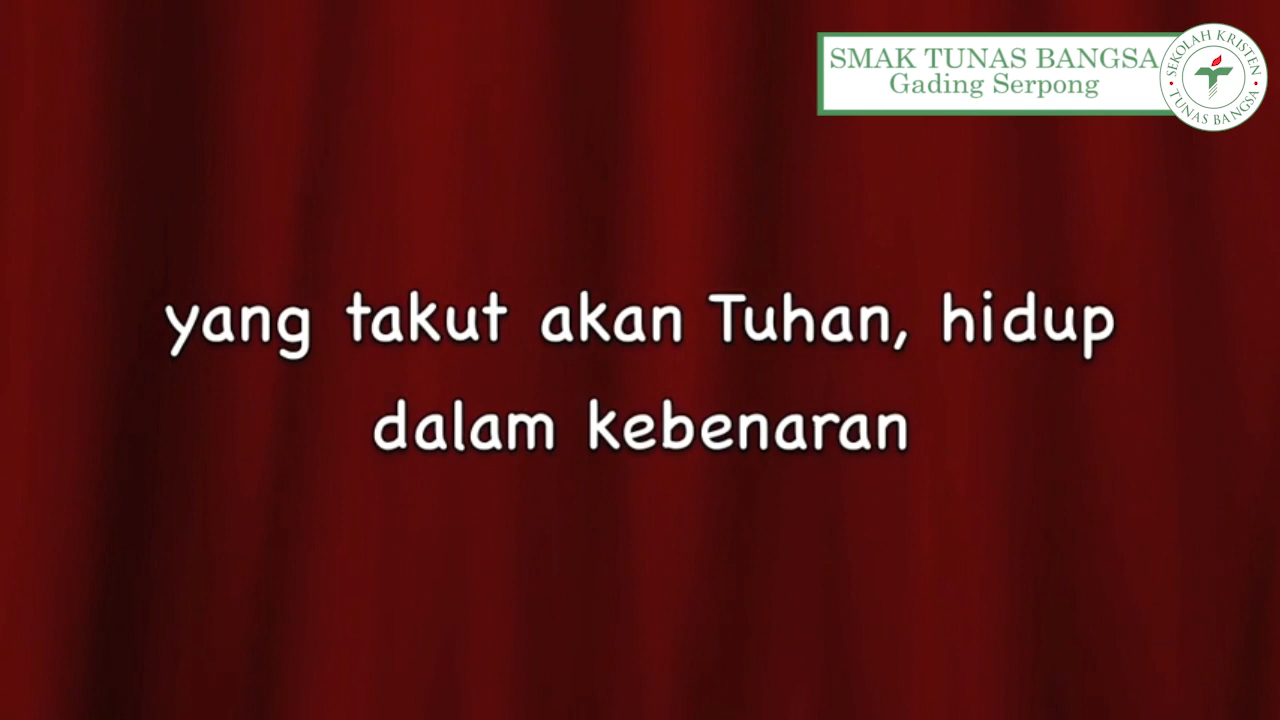 SMAK TUNAS BANGSA
Gading Serpong
SEKOLAH KRISTEN
TUNAS BANGSA
yang takut akan Tuhan, hidup
dalam kebenaran